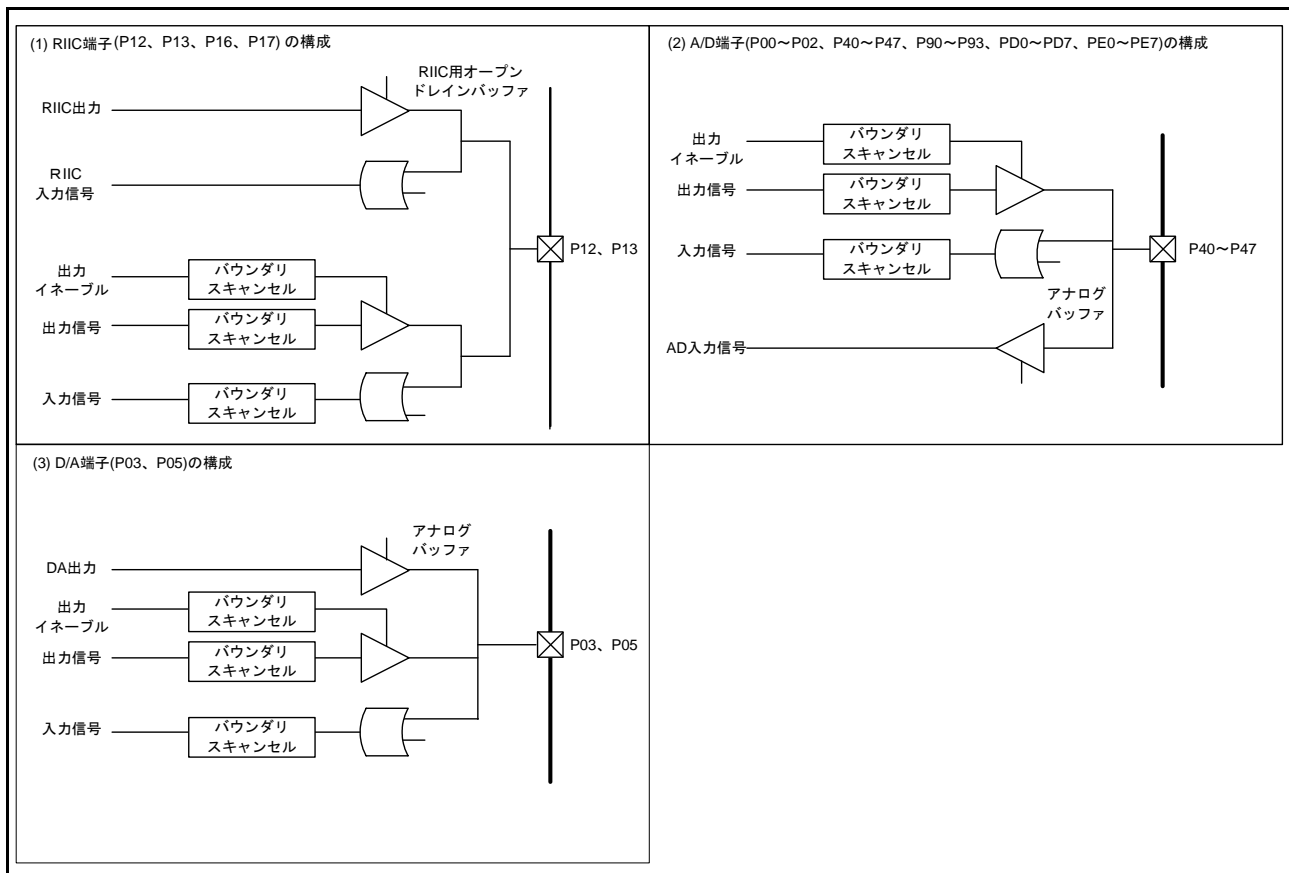 (1) RIIC端子(P12、P13、P16、P17) の構成
RIIC用オープン
ドレインバッファ
RIIC出力
RIIC
入力信号
P12、P13
出力
イネーブル
バウンダリ
スキャンセル
出力信号
バウンダリ
スキャンセル
入力信号
バウンダリ
スキャンセル
(2) A/D端子(P00～P02、P40～P47、P90～P93、PD0～PD7、PE0～PE7)の構成
出力
イネーブル
バウンダリ
スキャンセル
出力信号
バウンダリ
スキャンセル
入力信号
バウンダリ
スキャンセル
P40～P47
アナログ
バッファ
AD入力信号
(3) D/A端子(P03、P05)の構成
アナログ
バッファ
DA出力
出力
イネーブル
バウンダリ
スキャンセル
出力信号
バウンダリ
スキャンセル
P03、P05
入力信号
バウンダリ
スキャンセル